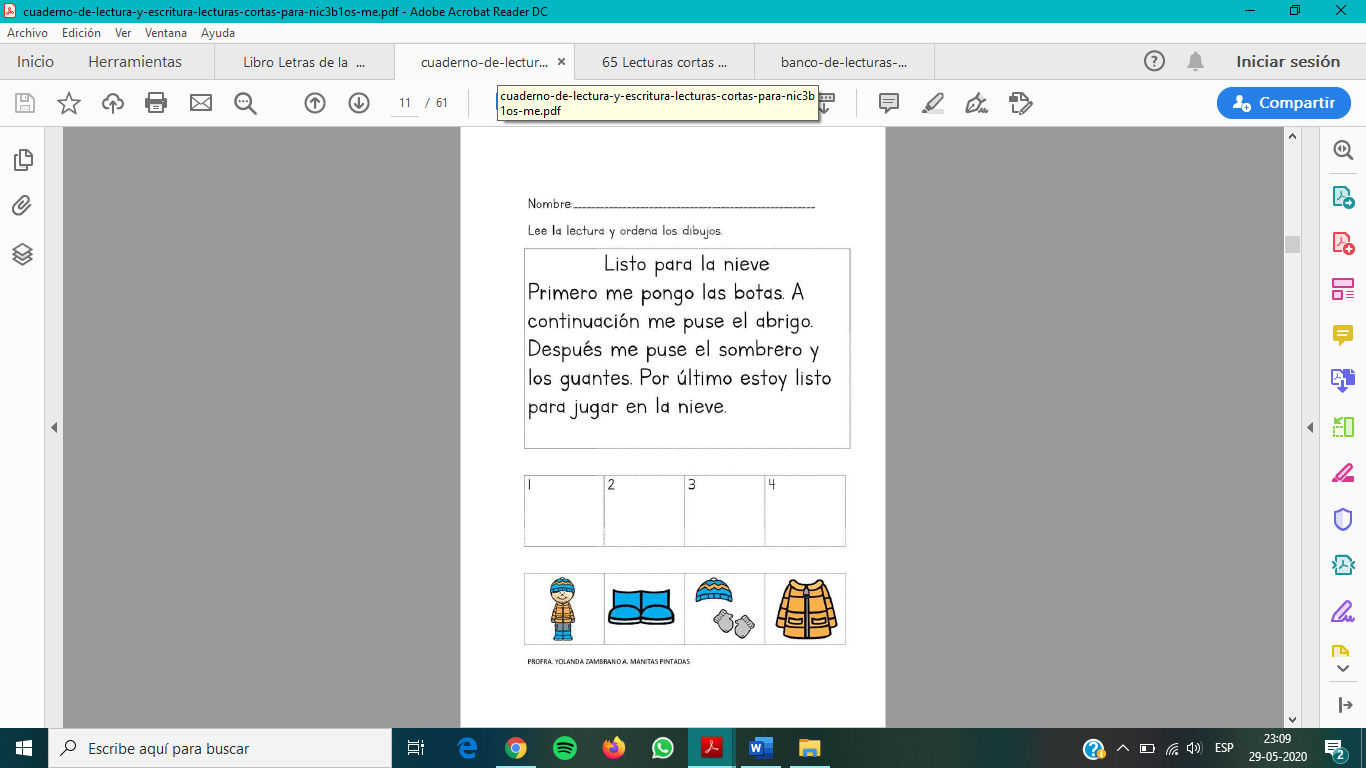 cuaderno-de-lectura-y-escritura-lecturas-cortas-para-nic3b1os-me.pdf - Adobe Acrobat Reader DC
Archivo Edición Ver Ventana Ayuda
Inicio Herramientas Libro Letras de la ... cuaderno-de-lectur... × 65 Lecturas cortas ... banco-de-lecturas-... Iniciar sesión
11 / 61 Compartir
cuaderno-de-lectura-y-escritura-lecturas-cortas-para-nic3b
1os-me.pdf
Nombre:
Lee la lectura y ordena los dibujos.
Listo para la nieve
Primero me pongo las botas. A
continuación me puse el abrigo.
Después me puse el sombrero y
los guantes. Por último estoy listo
para jugar en la nieve.
1 2 3 4
PROFRA. YOLANDA ZAMBRANO A. MANITAS PINTADAS
Escribe aquí para buscar
ESP
23:09
29-05-2020
2